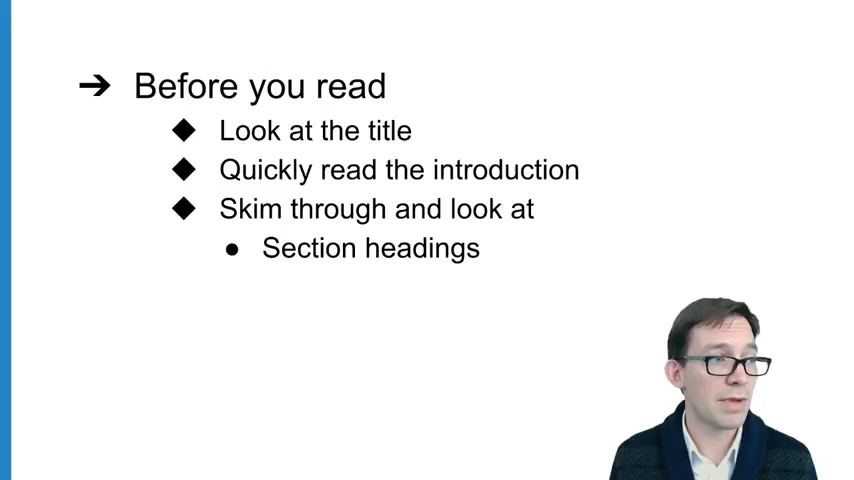 ➔ Before you read
◆ Look at the title
◆ Quickly read the introduction
◆ Skim through and look at
● Section headings